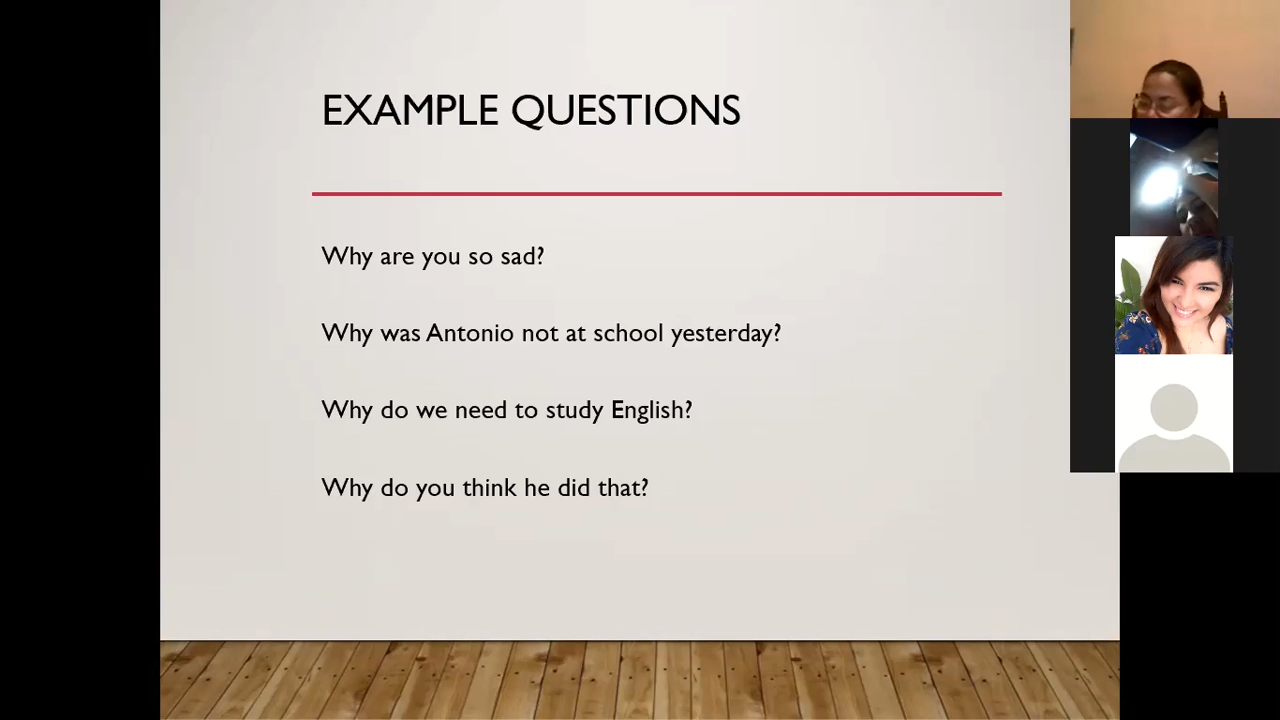 EXAMPLE QUESTIONS
Why are you so sad?
Why was Antonio not at school yesterday?
Why do we need to study English?
Why do you think he did that?